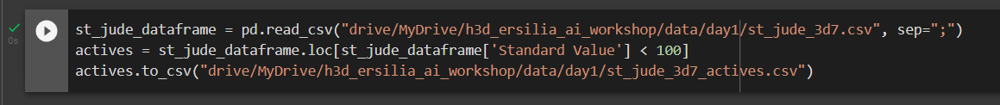 st_jude_dataframe = pd.read_csv("drive/MyDrive/h3d_ersilia_ai_workshop/data/day1/st_jude_3d7.csv", sep=";")
actives = st_jude_dataframe.loc[st_jude_dataframe['Standard Value'] < 100]
actives.to_csv("drive/MyDrive/h3d_ersilia_ai_workshop/data/day1/st_jude_3d7_actives.csv")
0s